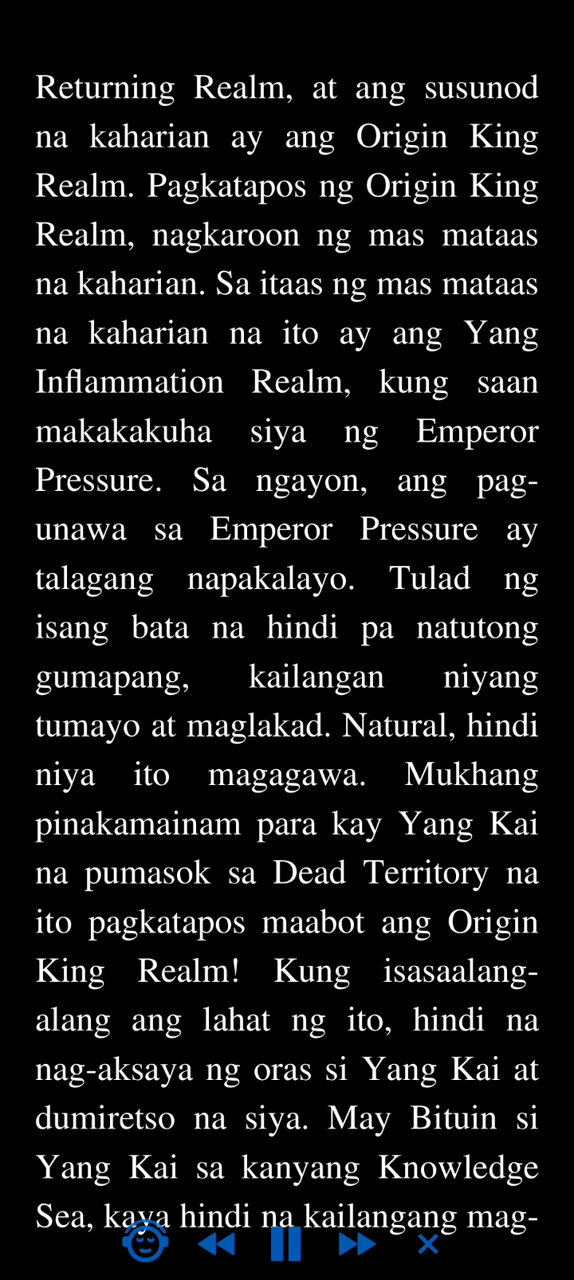 Returning Realm, at ang susunod
na kaharian ay ang Origin King
Realm. Pagkatapos ng Origin King
Realm, nagkaroon ng mas mataas
na kaharian. Sa itaas ng mas mataas
na kaharian na ito ay ang Yang
Inflammation Realm, kung saan
makakakuha siya ng Emperor
Pressure. Sa ngayon, ang pag-
unawa sa Emperor Pressure ay
talagang napakalayo. Tulad ng
isang bata na hindi pa natutong
gumapang, kailangan niyang
tumayo at maglakad. Natural, hindi
niya ito magagawa. Mukhang
pinakamainam para kay Yang Kai
na pumasok sa Dead Territory na
ito pagkatapos maabot ang Origin
King Realm! Kung isasaalang-
alang ang lahat ng ito, hindi na
nag-aksaya ng oras si Yang Kai at
dumiretso na siya. May Bituin si
Yang Kai sa kanyang Knowledge
Sea, kaya hindi na kailangang mag-